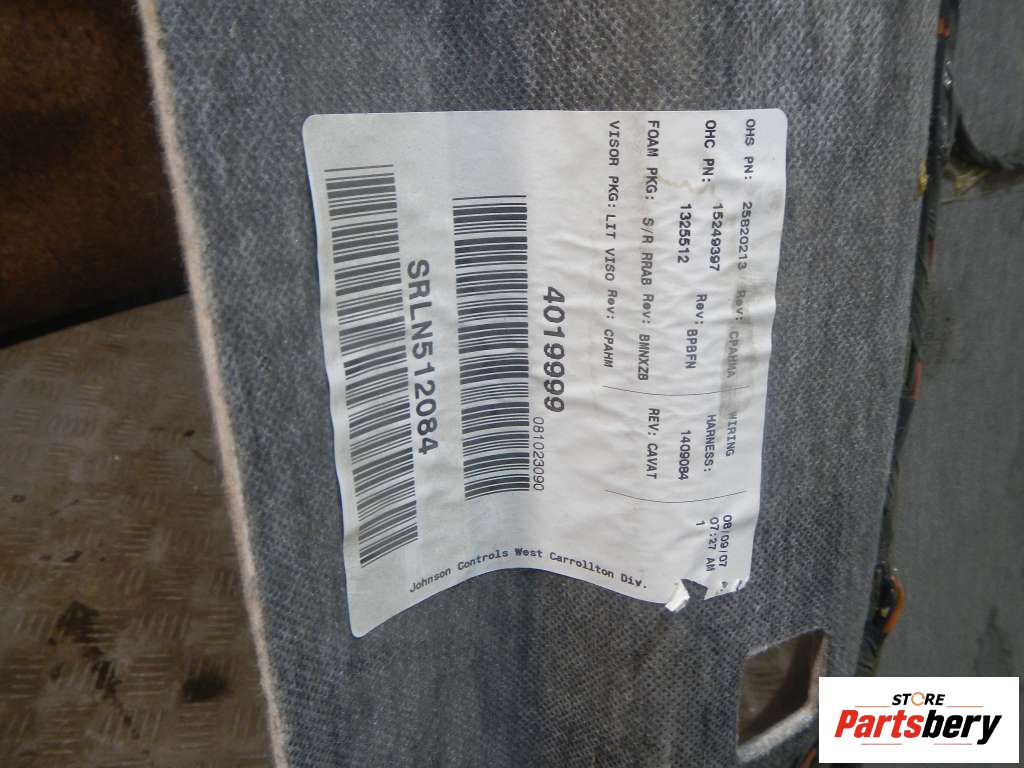 OHS PN: 25820213 Rev: CPAHNA WIRING
OHC PN: 15249397 Rev: BPBFN HARNESS:
1325512 1409084
FOAM PKG: S/R RRAB Rev: BMNXZB REV: CAVAT
VISOR PKG: LIT VISO Rev: CPAHM
08/09/07
07:27 AM
1
4019999
081023090
SRLN512084
Johnson Controls West Carrollton Div.
STORE
Partsbery